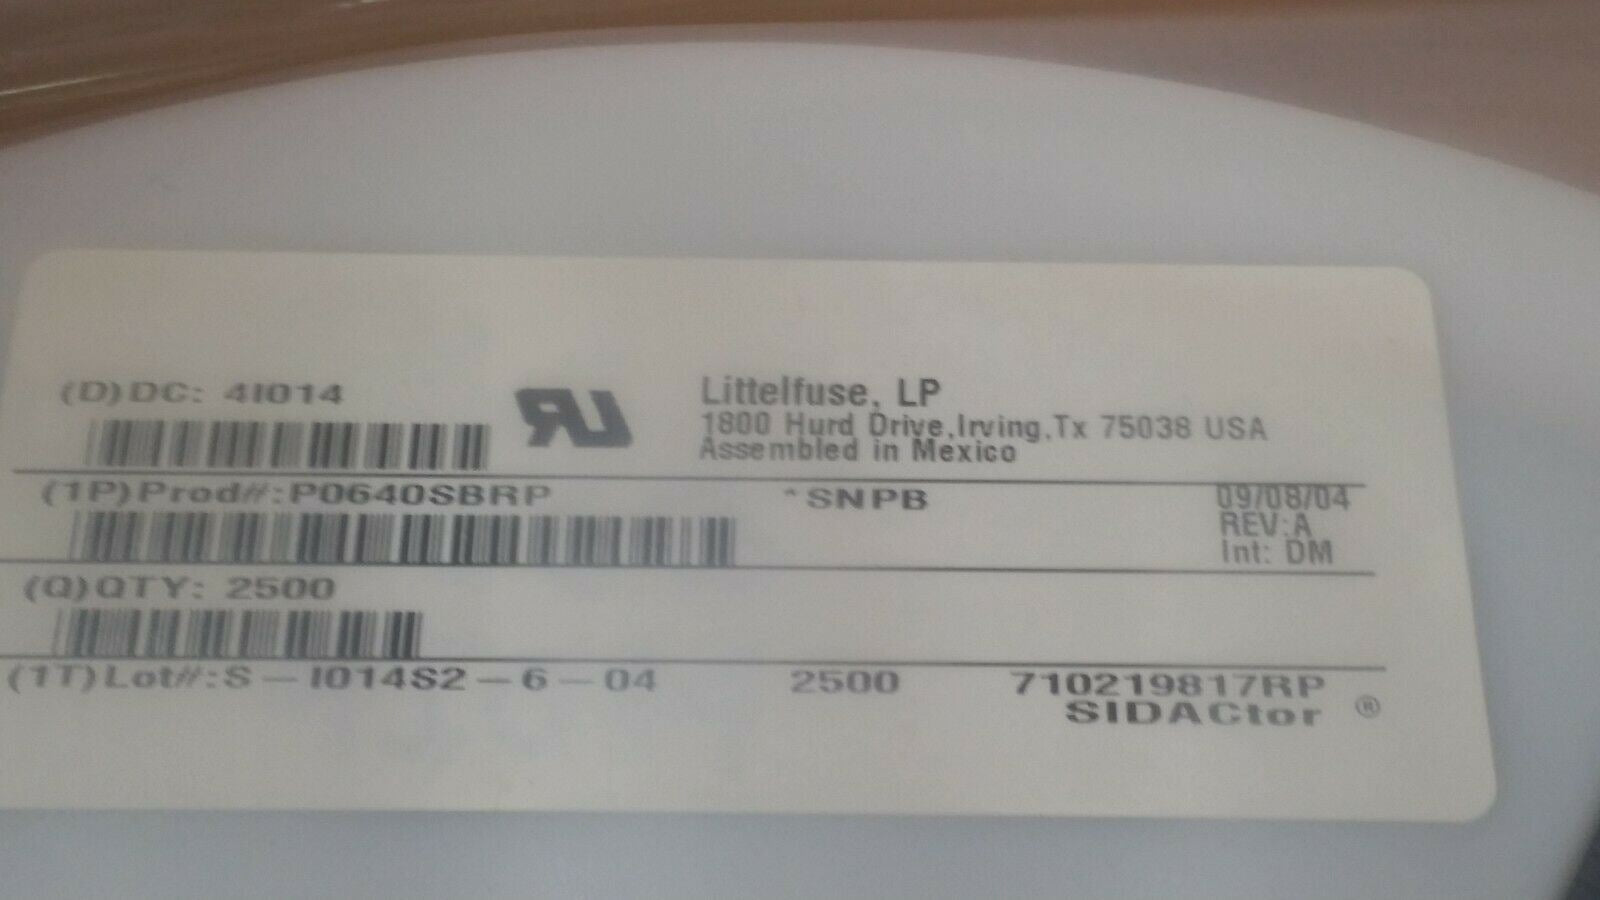 (D)DC: 4I014
Littelfuse, LP
1800 Hurd Drive,Irving,Tx 75038 USA
Assembled in Mexico
(1P)Prod#:P0640SBRP
*SNPB
09/08/04
REV:A
Int: DM
(Q)QTY: 2500
(1T)Lot#:S-I014S2-6-04
2500
710219817RP
SIDACtor ®